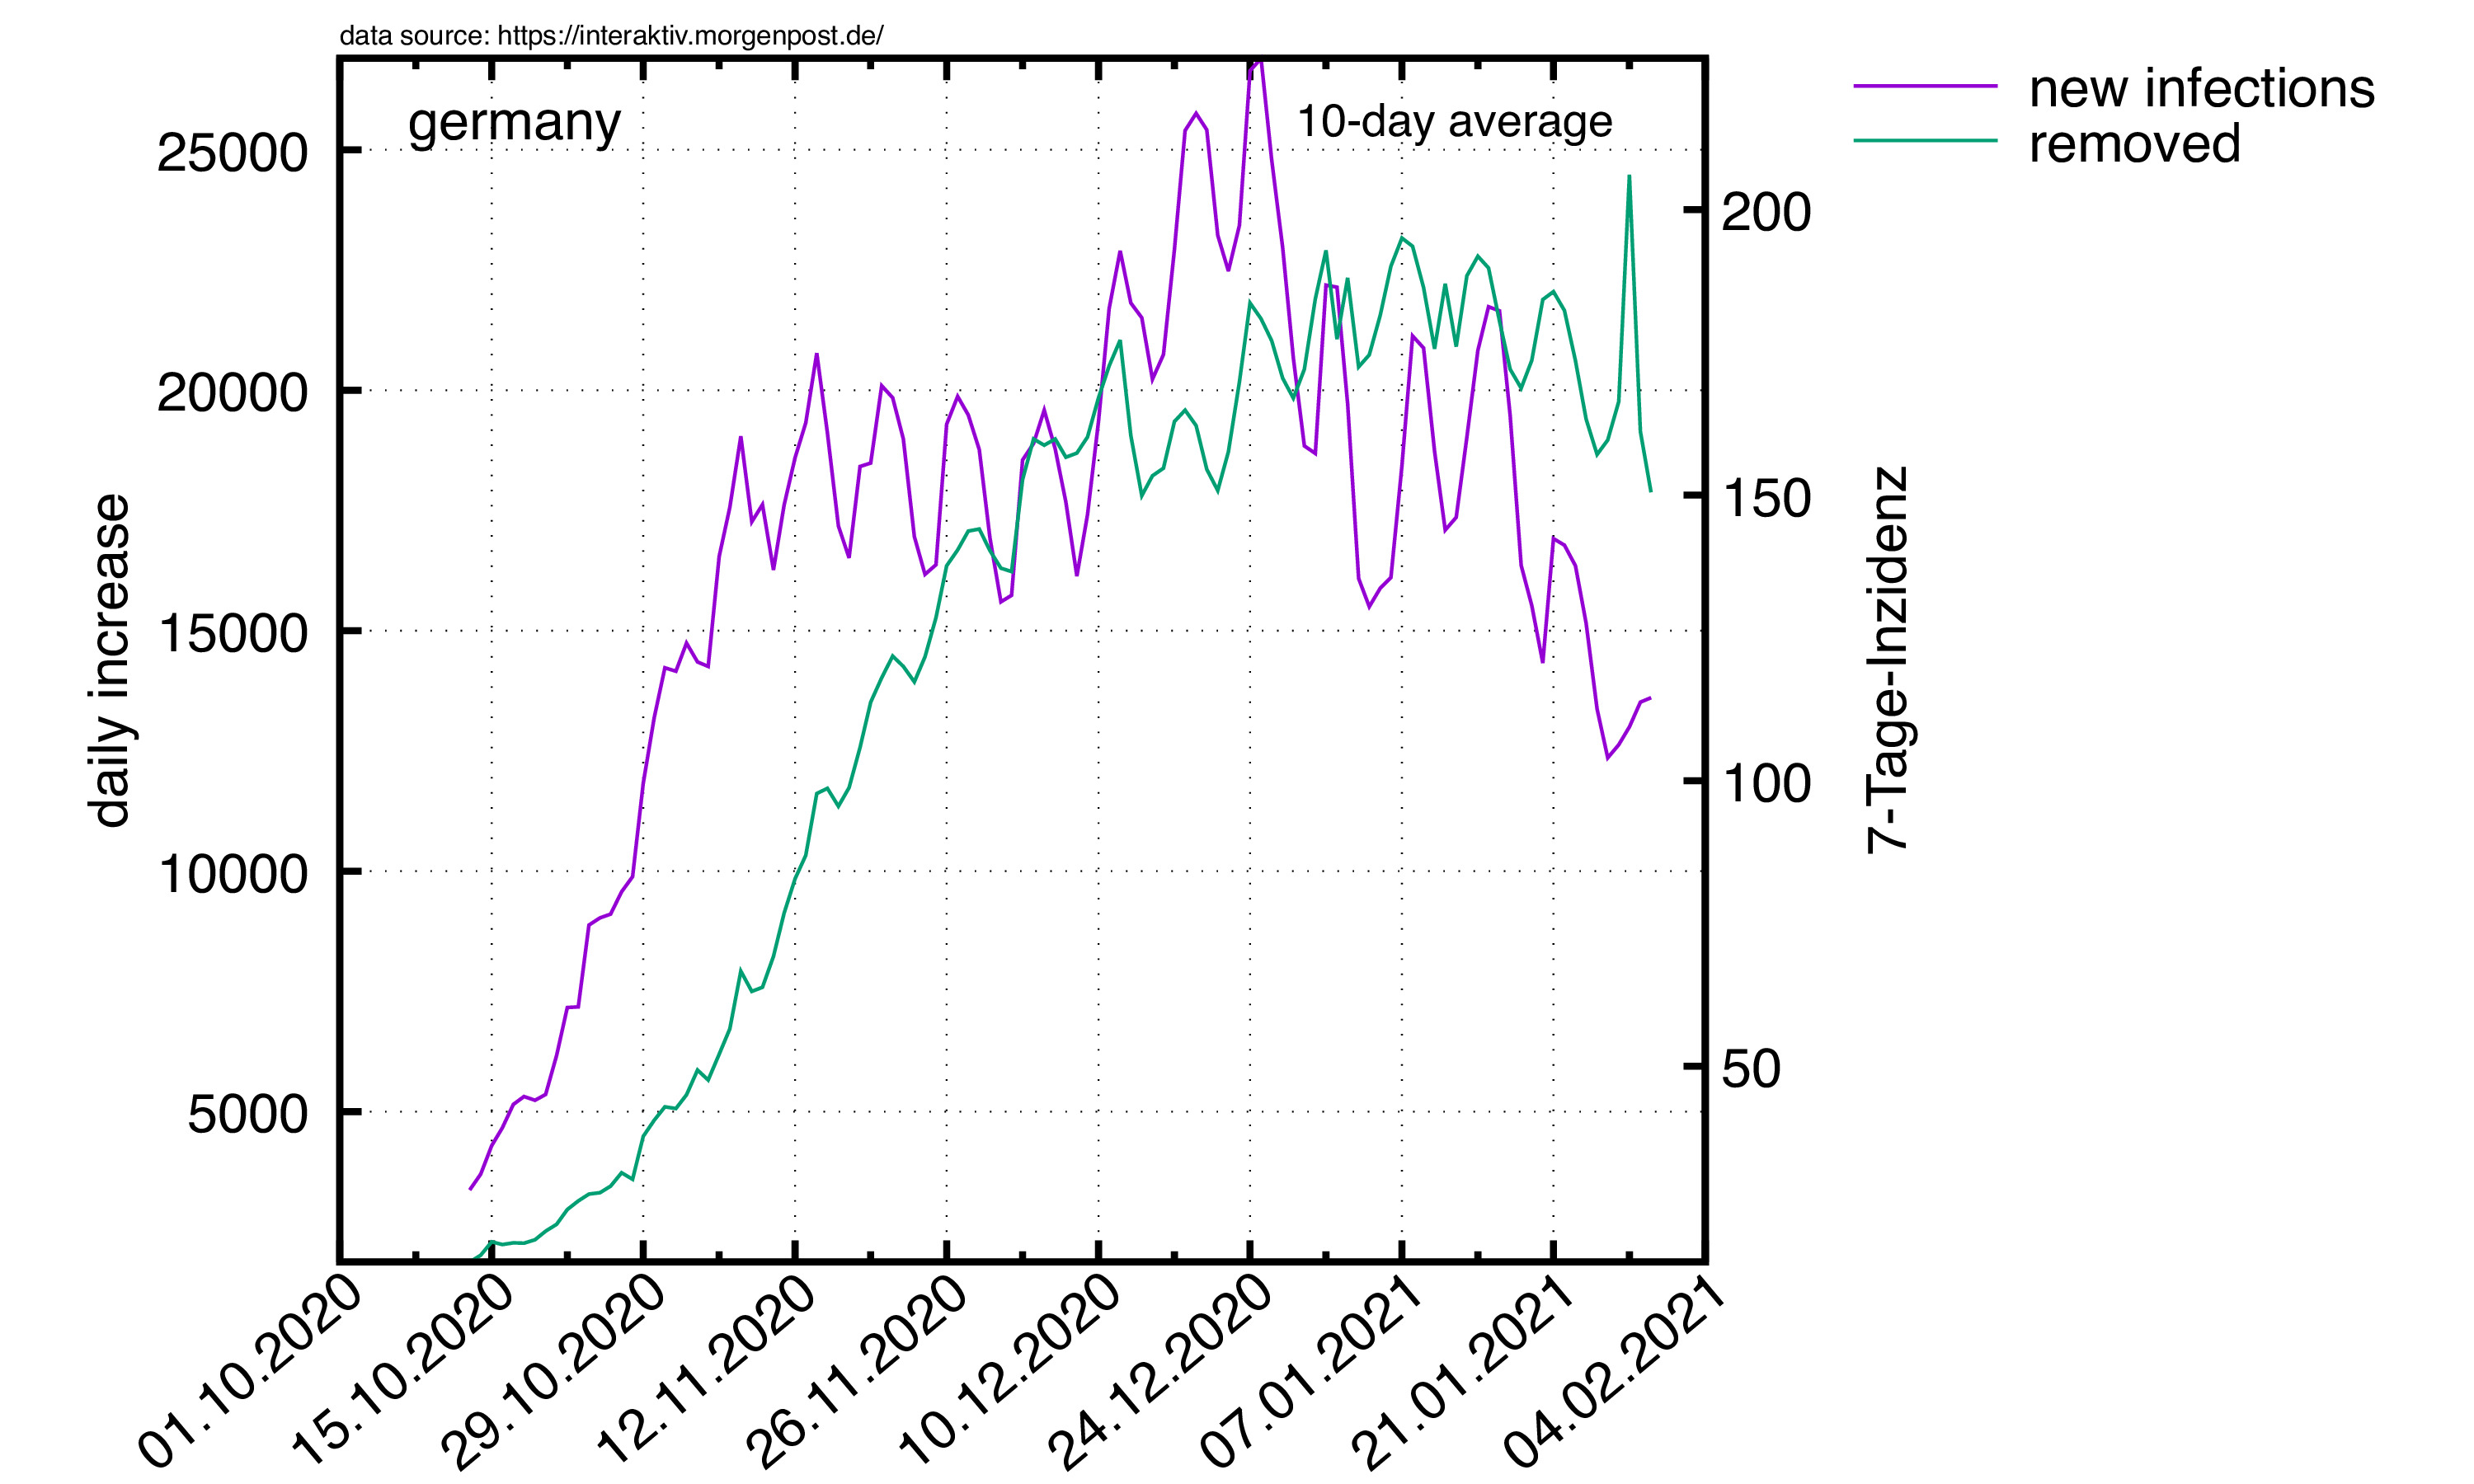 data source: https://interaktiv.morgenpost.de/
germany
10-day average
new infections
removed
daily increase
25000
20000
15000
10000
5000
200
150
100
50
7-Tage-Inzidenz
01.10.2020
15.10.2020
29.10.2020
12.11.2020
26.11.2020
10.12.2020
24.12.2020
07.01.2021
21.01.2021
04.02.2021